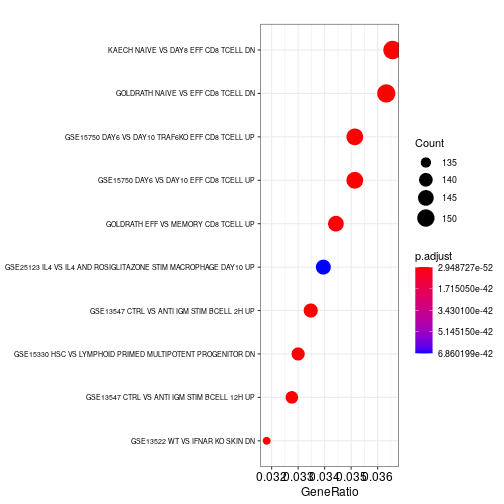 KAECH NAIVE VS DAY8 EFF CD8 TCELL DN
GOLDRATH NAIVE VS EFF CD8 TCELL DN
GSE15750 DAY6 VS DAY10 TRAF6KO EFF CD8 TCELL UP
GSE15750 DAY6 VS DAY10 EFF CD8 TCELL UP
GOLDRATH EFF VS MEMORY CD8 TCELL UP
GSE25123 IL4 VS IL4 AND ROSIGLITAZONE STIM MACROPHAGE DAY10 UP
GSE13547 CTRL VS ANTI IGM STIM BCELL 2H UP
GSE15330 HSC VS LYMPHOID PRIMED MULTIPOTENT PROGENITOR DN
GSE13547 CTRL VS ANTI IGM STIM BCELL 12H UP
GSE13522 WT VS IFNAR KO SKIN DN
0.032 0.033 0.034 0.035 0.036
GeneRatio
Count
135
140
145
150
p.adjust
2.948727e-52
1.715050e-42
3.430100e-42
5.145150e-42
6.860199e-42